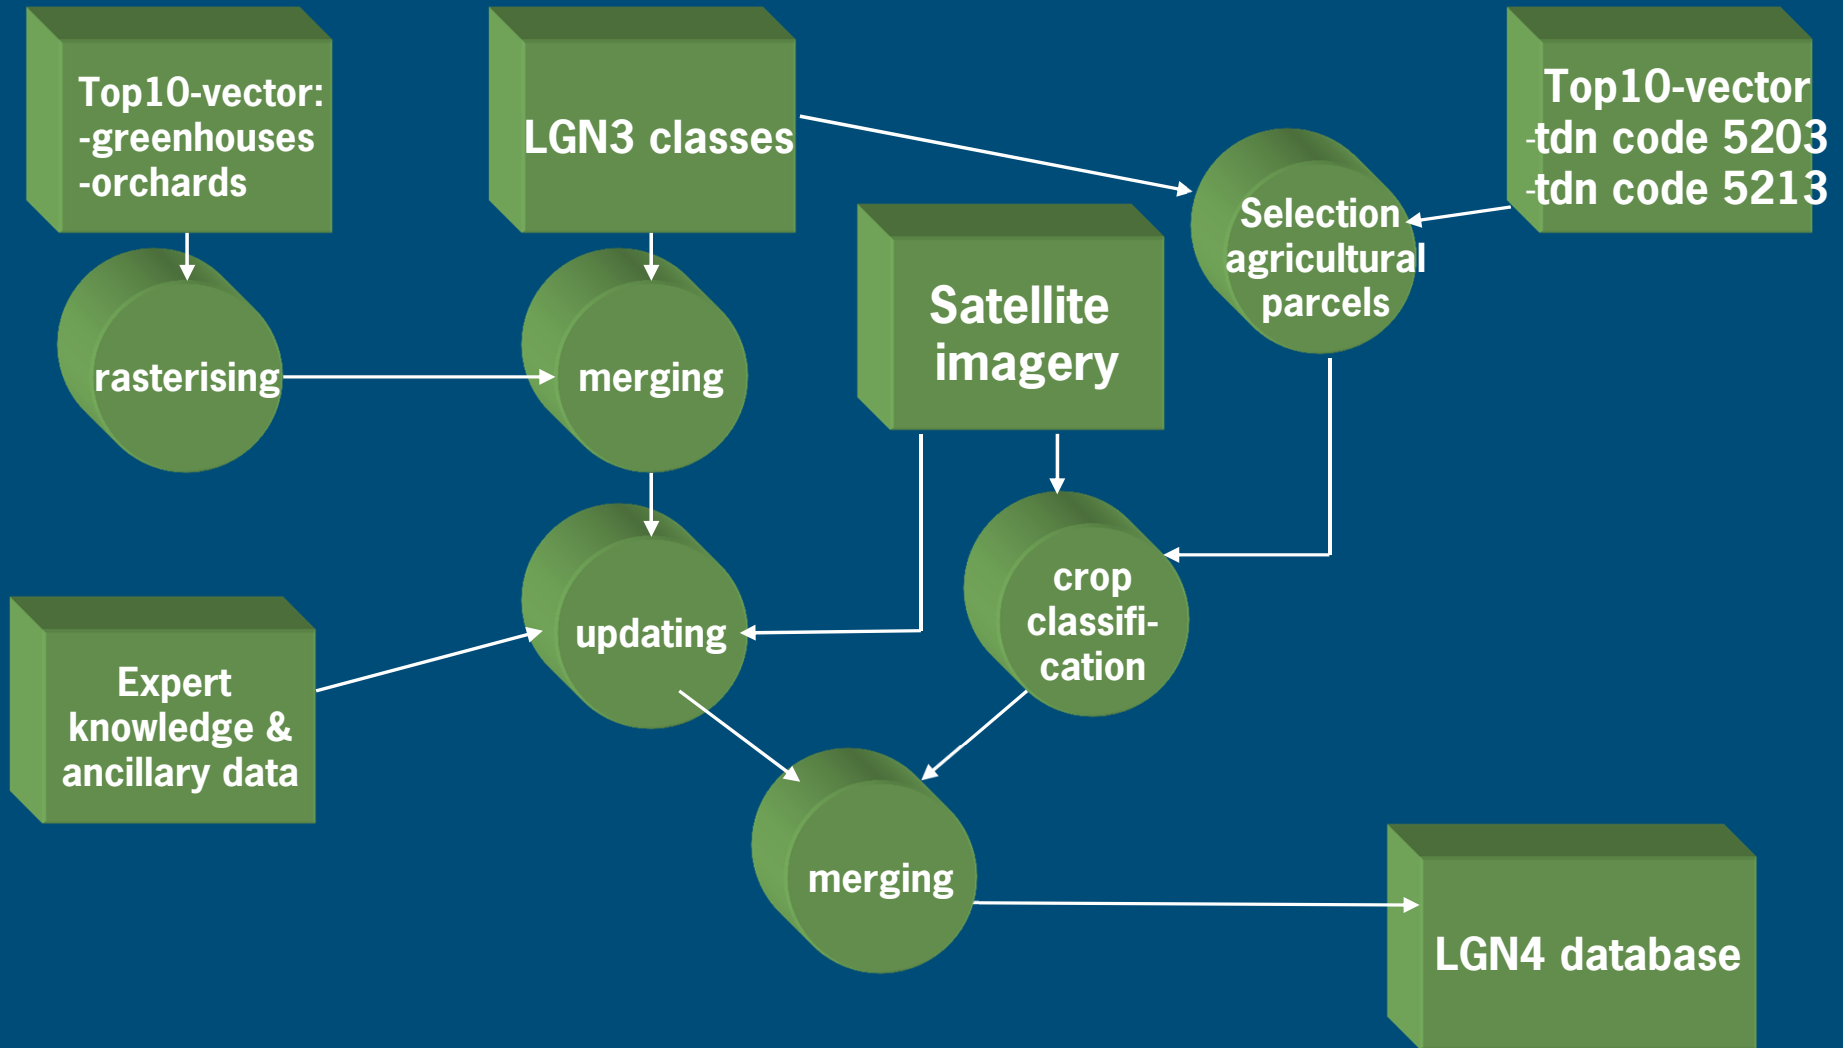 Top10-vector:
-greenhouses
-orchards
LGN3 classes
Top10-vector
-tdn code 5203
-tdn code 5213
Selection
agricultural
parcels
Satellite
imagery
rasterising
merging
crop
classifi-
cation
updating
Expert
knowledge &
ancillary data
merging
LGN4 database